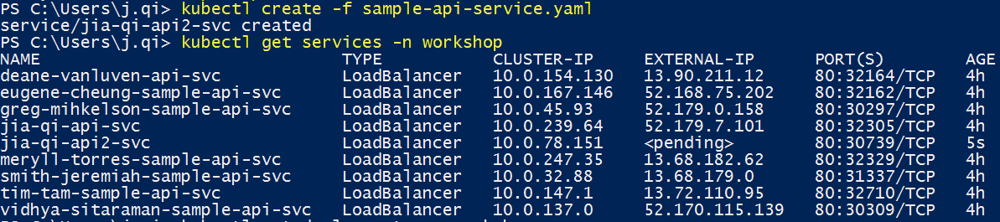 PS C:\Users\j.qi> kubectl create -f sample-api-service.yaml
service/jia-qi-api2-svc created
PS C:\Users\j.qi> kubectl get services -n workshop
NAME TYPE CLUSTER-IP EXTERNAL-IP PORT(S) AGE
deane-vanluven-api-svc LoadBalancer 10.0.154.130 13.90.211.12 80:32164/TCP 4h
eugene-cheung-sample-api-svc LoadBalancer 10.0.167.146 52.168.75.202 80:32162/TCP 4h
greg-mihkelson-sample-api-svc LoadBalancer 10.0.45.93 52.179.0.158 80:30297/TCP 4h
jia-qi-api-svc LoadBalancer 10.0.239.64 52.179.7.101 80:32305/TCP 4h
jia-qi-api2-svc LoadBalancer 10.0.78.151 <pending> 80:30739/TCP 5s
meryll-torres-sample-api-svc LoadBalancer 10.0.247.35 13.68.182.62 80:32329/TCP 4h
smith-jeremiah-sample-api-svc LoadBalancer 10.0.32.88 13.68.179.0 80:31337/TCP 4h
tim-tam-sample-api-svc LoadBalancer 10.0.147.1 13.72.110.95 80:32710/TCP 4h
vidhya-sitaraman-sample-api-svc LoadBalancer 10.0.137.0 52.170.115.139 80:30309/TCP 4h